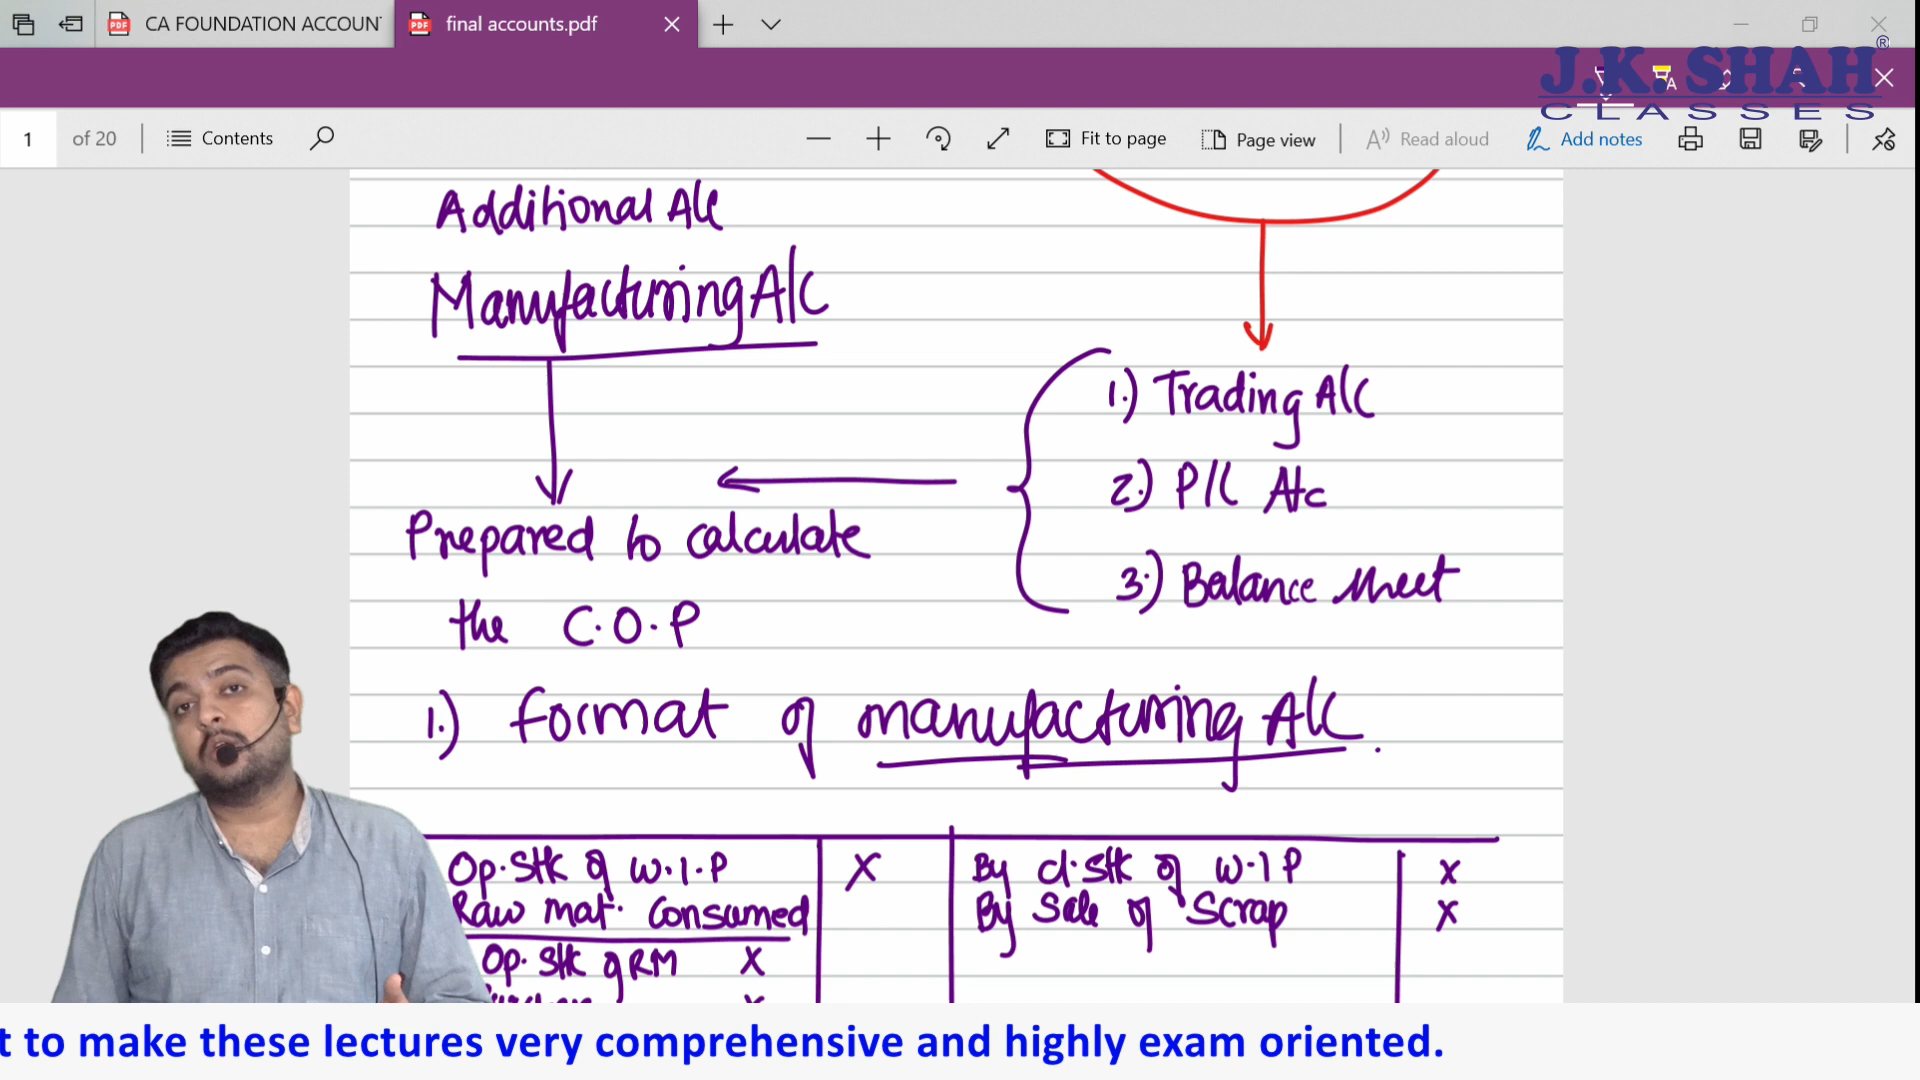 CA FOUNDATION ACCOUN
final accounts.pdf
J.K. SHAH ®
CLASSES
1 of 20
Contents
Fit to page
Page view
Read aloud
Add notes
Additional A/c
Manufacturing A/c
1.) Trading A/c
2.) P/L A/c
3.) Balance sheet
Prepared to calculate
the C.O.P
1.) format of manufacturing A/c.
Op. Stk of W.I.P X By cl. Stk of W.I.P X
Raw mat. Consumed By Sale of Scrap X
Op. Stk of RM X
t to make these lectures very comprehensive and highly exam oriented.